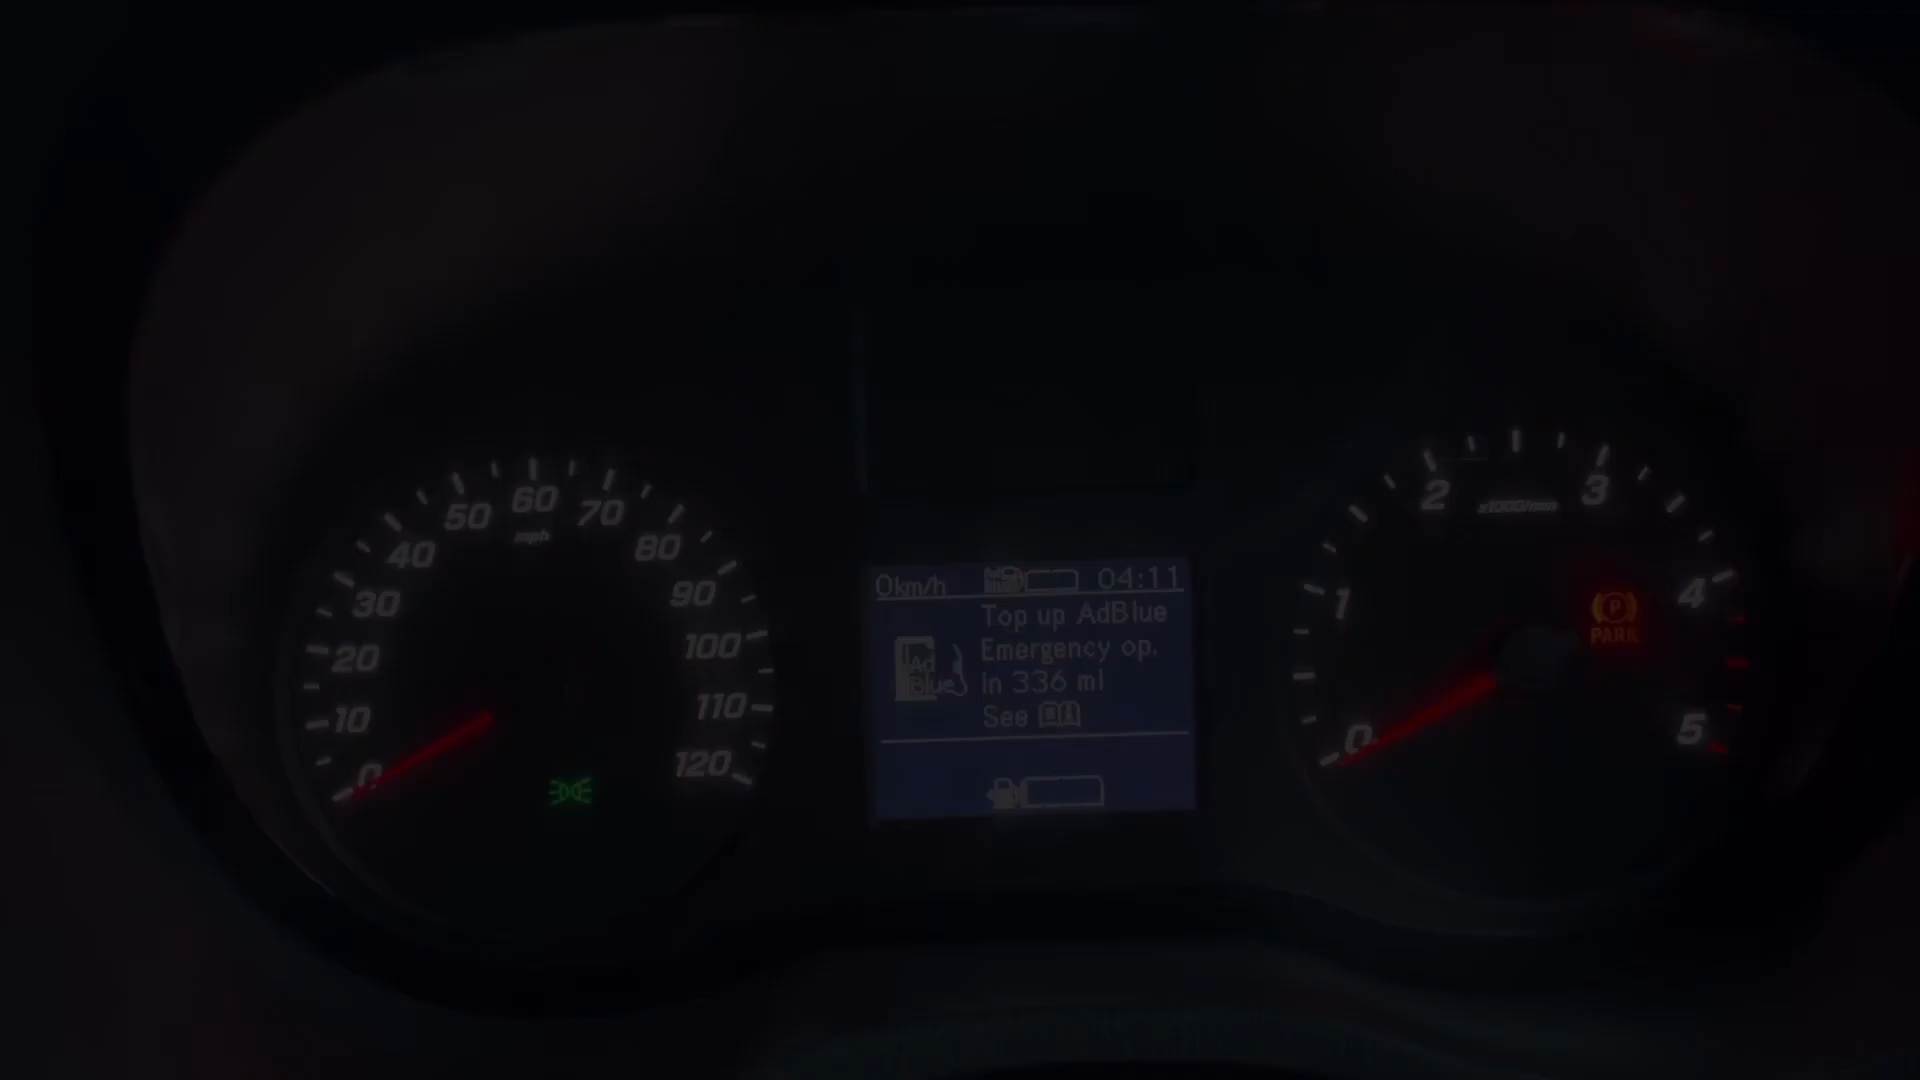 50 60 70
mph
40 80
30 90
20 100
10 110
0 120
0km/h 04:11
Top up AdBlue
Emergency op.
in 336 mi
See
Ad
Blue
2 3
x1000/min
1 4
PARK
P
0 5